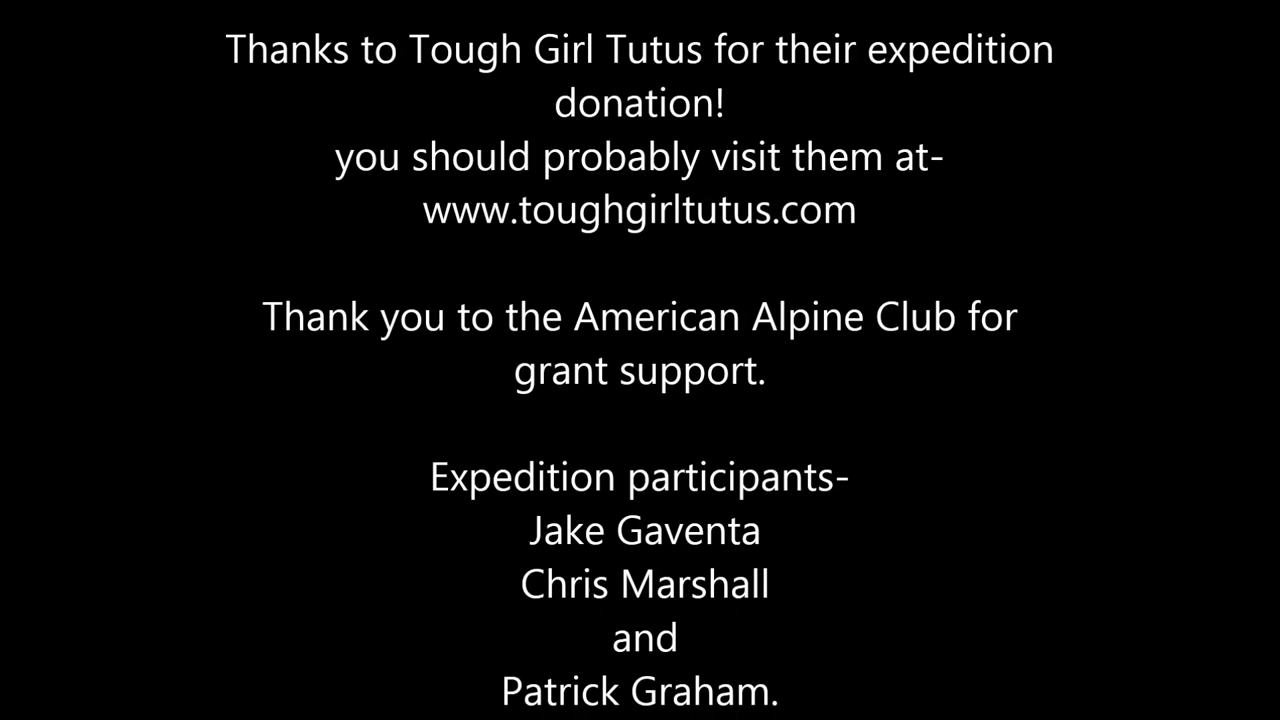 Thanks to Tough Girl Tutus for their expedition
donation!
you should probably visit them at-
www.toughgirltutus.com
Thank you to the American Alpine Club for
grant support.
Expedition participants-
Jake Gaventa
Chris Marshall
and
Patrick Graham.